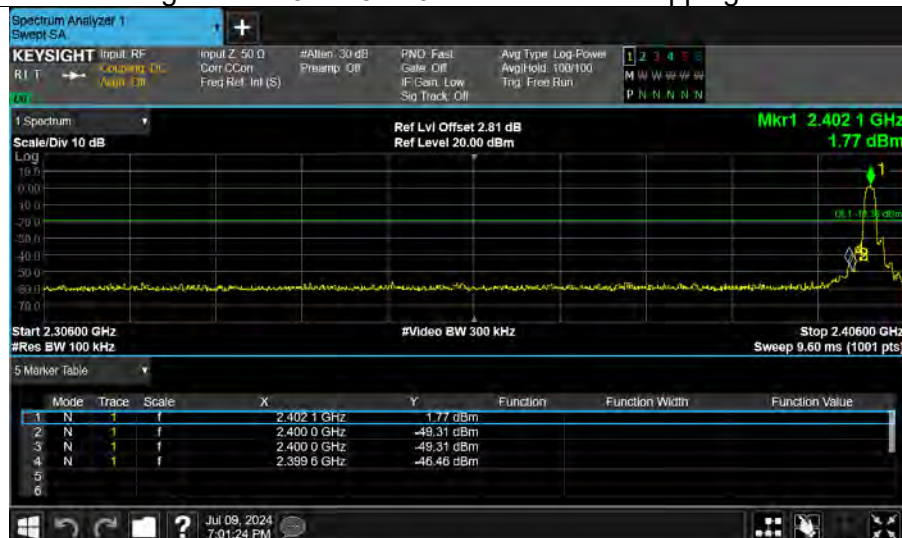 Spectrum Analyzer 1
Swept SA
+
KEYSIGHT Input: RF
RL T
Coupling: DC
Align: Off
Input Z: 50 Ω
Corr CCorr
Freq Ref: Int (S)
#Atten: 30 dB
Preamp: Off
PNO: Fast
Gate: Off
IF Gain: Low
Sig Track: Off
Avg Type: Log-Power
Avg|Hold: 100/100
Trig: Free Run
1 2 3 4 5 6
M W W W W W
P N N N N N
1 Spectrum
Scale/Div 10 dB
Ref Lvl Offset 2.81 dB
Ref Level 20.00 dBm
Mkr1 2.402 1 GHz
1.77 dBm
Log
10.0
0.00
-10.0
-20.0
-30.0
-40.0
-50.0
-60.0
-70.0
1
Start 2.30600 GHz
#Res BW 100 kHz
#Video BW 300 kHz
Stop 2.40600 GHz
Sweep 9.60 ms (1001 pts)
5 Marker Table
Mode Trace Scale X Y Function Function Width Function Value
1 N 1 f 2.402 1 GHz 1.77 dBm
2 N 1 f 2.400 0 GHz -49.31 dBm
3 N 1 f 2.400 0 GHz -49.31 dBm
4 N 1 f 2.399 6 GHz -46.46 dBm
5
6
?
Jul 09, 2024
7:01:24 PM